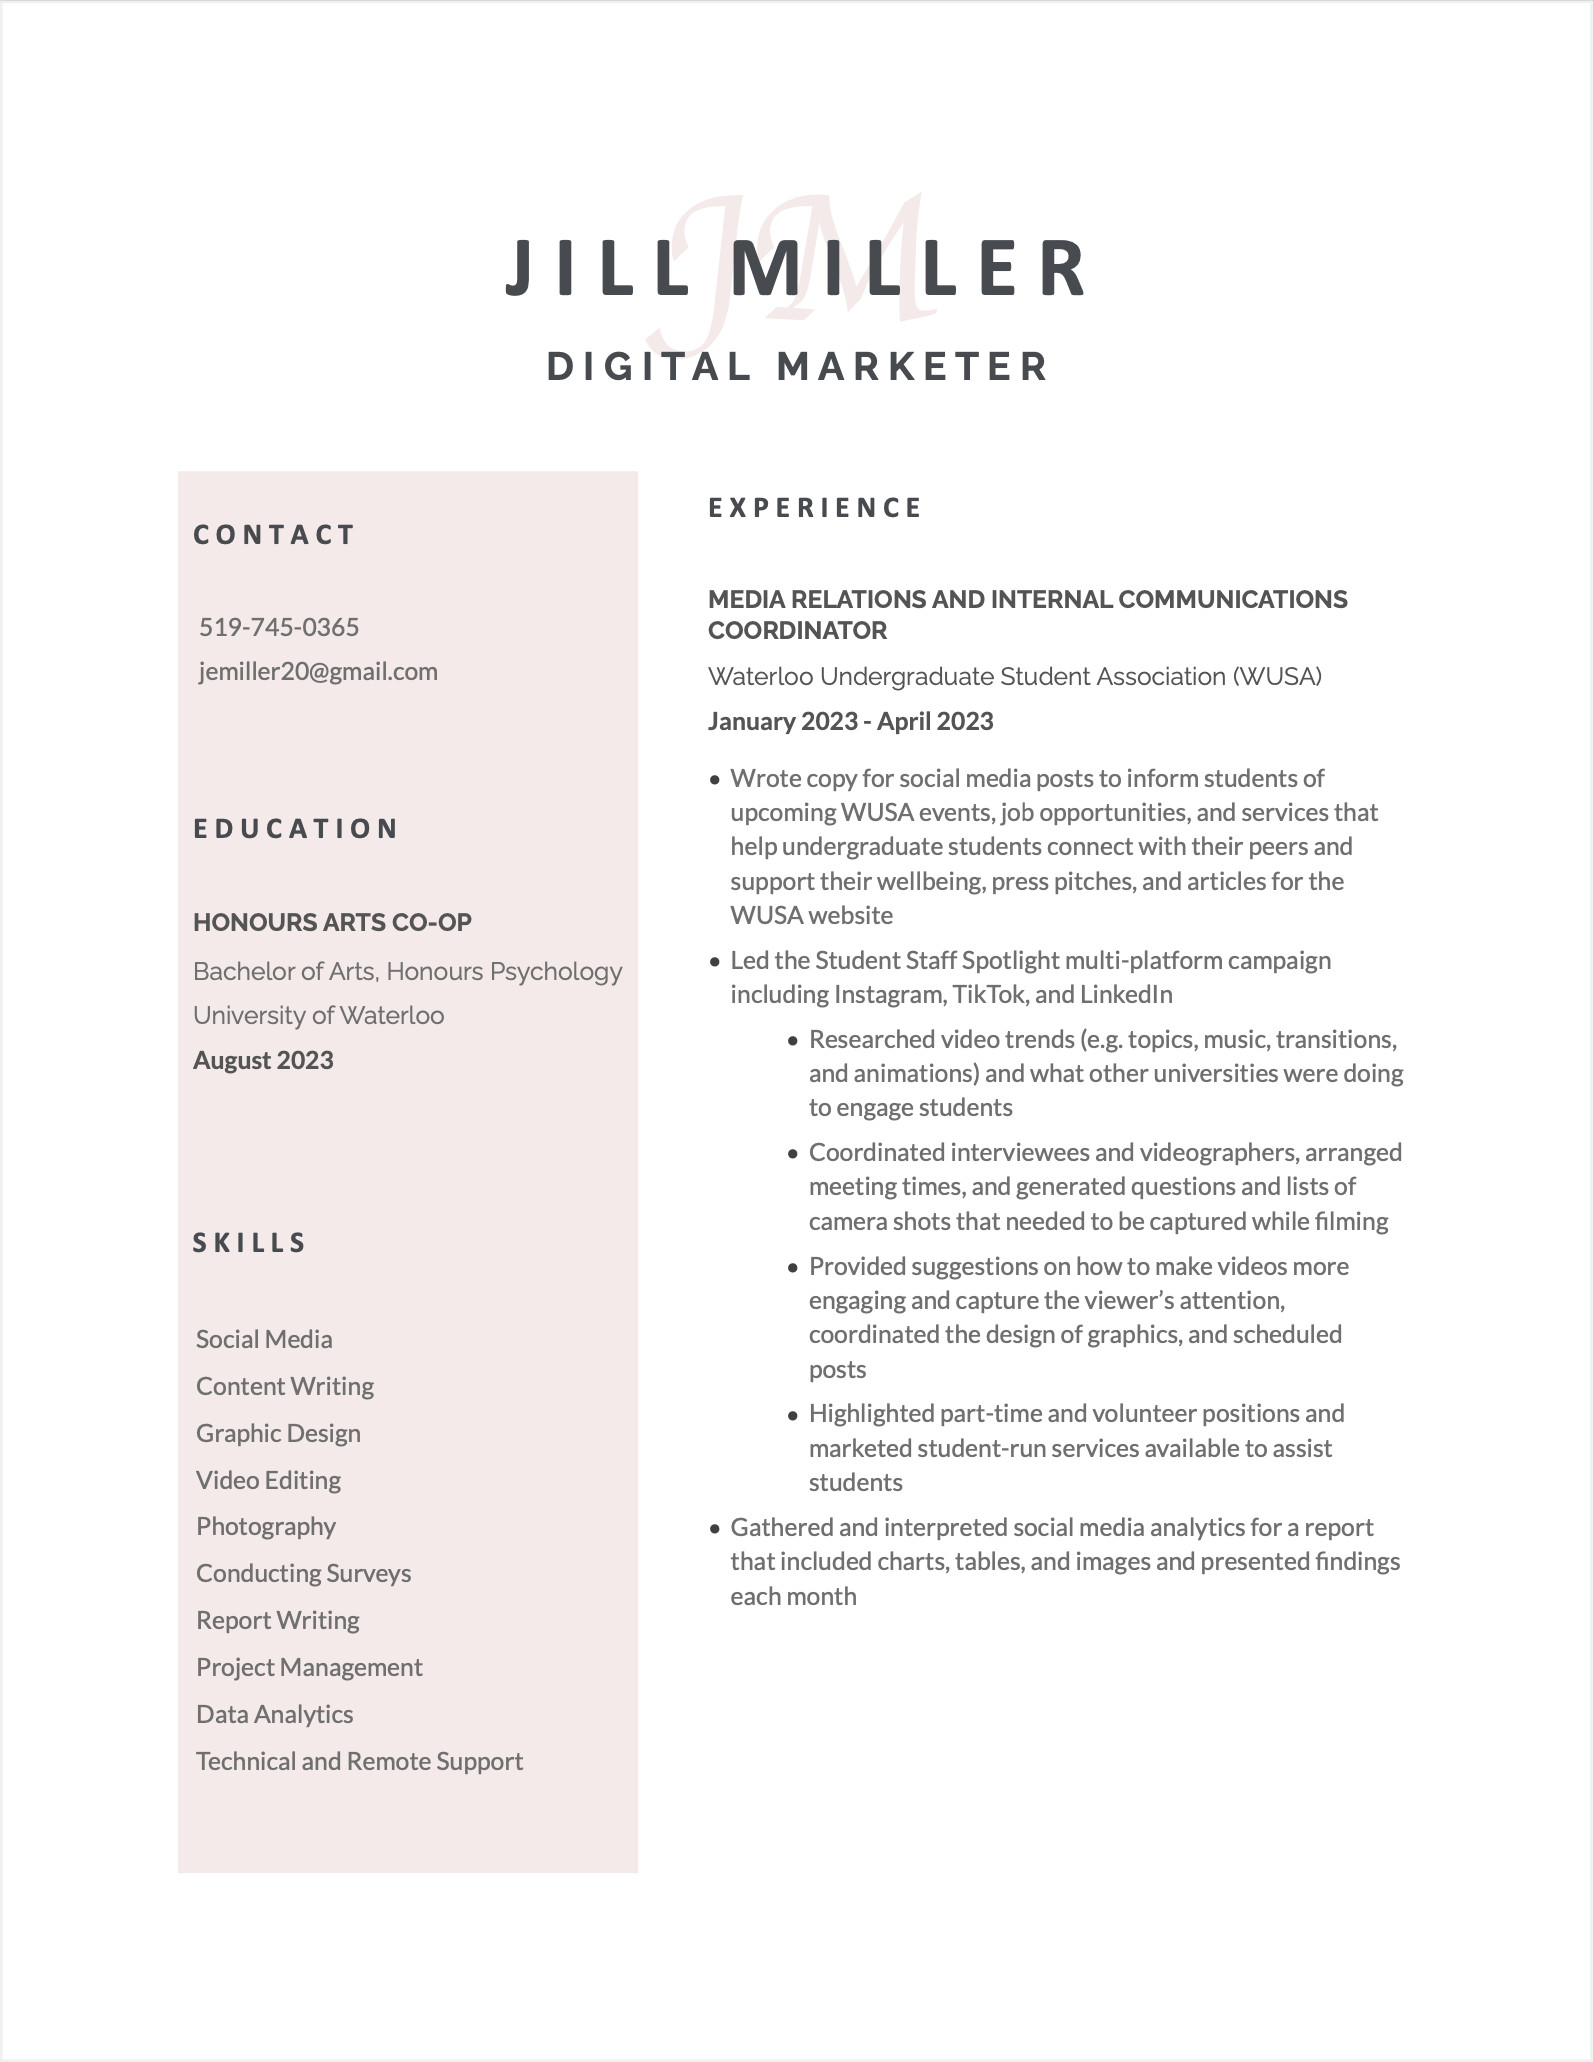 JM
JILL MILLER
DIGITAL MARKETER
CONTACT
519-745-0365
jemiller20@gmail.com
EDUCATION
HONOURS ARTS CO-OP
Bachelor of Arts, Honours Psychology
University of Waterloo
August 2023
SKILLS
Social Media
Content Writing
Graphic Design
Video Editing
Photography
Conducting Surveys
Report Writing
Project Management
Data Analytics
Technical and Remote Support
EXPERIENCE
MEDIA RELATIONS AND INTERNAL COMMUNICATIONS
COORDINATOR
Waterloo Undergraduate Student Association (WUSA)
January 2023 - April 2023
• Wrote copy for social media posts to inform students of
upcoming WUSA events, job opportunities, and services that
help undergraduate students connect with their peers and
support their wellbeing, press pitches, and articles for the
WUSA website
• Led the Student Staff Spotlight multi-platform campaign
including Instagram, TikTok, and LinkedIn
• Researched video trends (e.g. topics, music, transitions,
and animations) and what other universities were doing
to engage students
• Coordinated interviewees and videographers, arranged
meeting times, and generated questions and lists of
camera shots that needed to be captured while filming
• Provided suggestions on how to make videos more
engaging and capture the viewer’s attention,
coordinated the design of graphics, and scheduled
posts
• Highlighted part-time and volunteer positions and
marketed student-run services available to assist
students
• Gathered and interpreted social media analytics for a report
that included charts, tables, and images and presented findings
each month